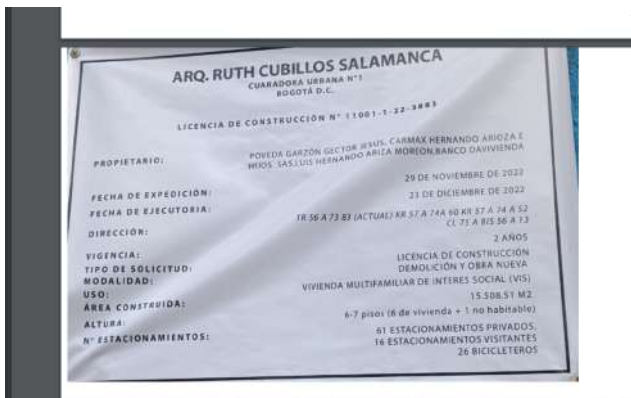 ARQ. RUTH CUBILLOS SALAMANCA
CUARADORA URBANA N°1
BOGOTÁ D.C.
LICENCIA DE CONSTRUCCIÓN N° 11001-1-22-3883
PROPIETARIO: POVEDA GARZÓN GECTOR JESUS, CARMAX HERNANDO ARIOZA E
HIJOS SAS,LUIS HERNANDO ARIZA MOREON,BANCO DAVIVIENDA
FECHA DE EXPEDICIÓN: 29 DE NOVIEMBRE DE 2022
FECHA DE EJECUTORIA: 23 DE DICIEMBRE DE 2022
DIRECCIÓN: TR 56 A 73 83 (ACTUAL) KR 57 A 74A 60 KR 57 A 74 A 52
CL 75 A BIS 56 A 13
VIGENCIA: 2 AÑOS
TIPO DE SOLICITUD: LICENCIA DE CONSTRUCCIÓN
MODALIDAD: DEMOLICIÓN Y OBRA NUEVA
USO: VIVIENDA MULTIFAMILIAR DE INTERES SOCIAL (VIS)
ÁREA CONSTRUIDA: 15.508.51 M2
ALTURA: 6-7 pisos (6 de vivienda + 1 no habitable)
N° ESTACIONAMIENTOS: 61 ESTACIONAMIENTOS PRIVADOS,
16 ESTACIONAMIENTOS VISITANTES
26 BICICLETEROS